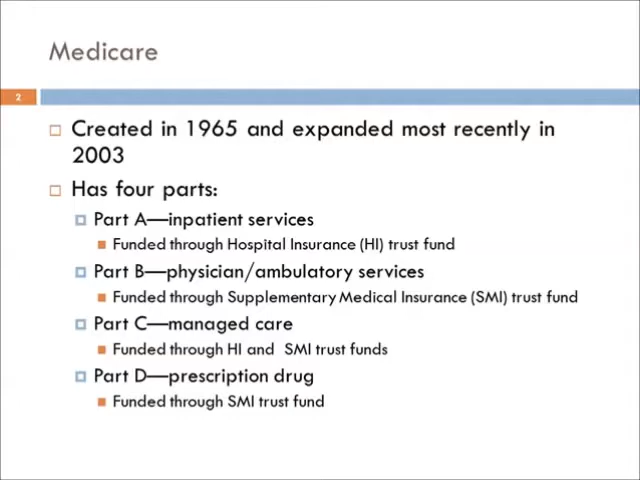 Medicare
2
Created in 1965 and expanded most recently in
2003
Has four parts:
Part A—inpatient services
Funded through Hospital Insurance (HI) trust fund
Part B—physician/ambulatory services
Funded through Supplementary Medical Insurance (SMI) trust fund
Part C—managed care
Funded through HI and SMI trust funds
Part D—prescription drug
Funded through SMI trust fund